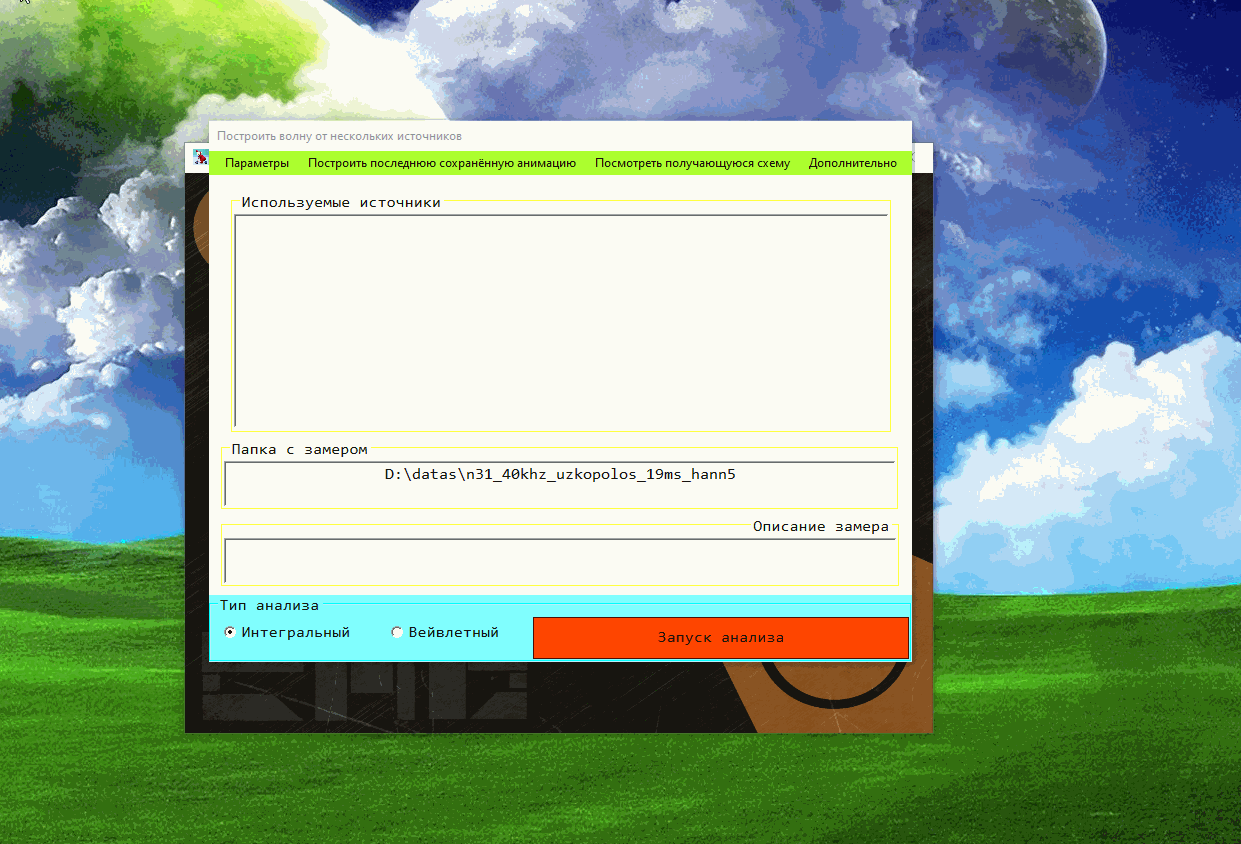 Построить волну от нескольких источников
Параметры Построить последнюю сохранённую анимацию Посмотреть получающуюся схему Дополнительно
Используемые источники
Папка с замером
D:\datas\n31_40khz_uzkopolos_19ms_hann5
Описание замера
Тип анализа
Интегральный Вейвлетный Запуск анализа